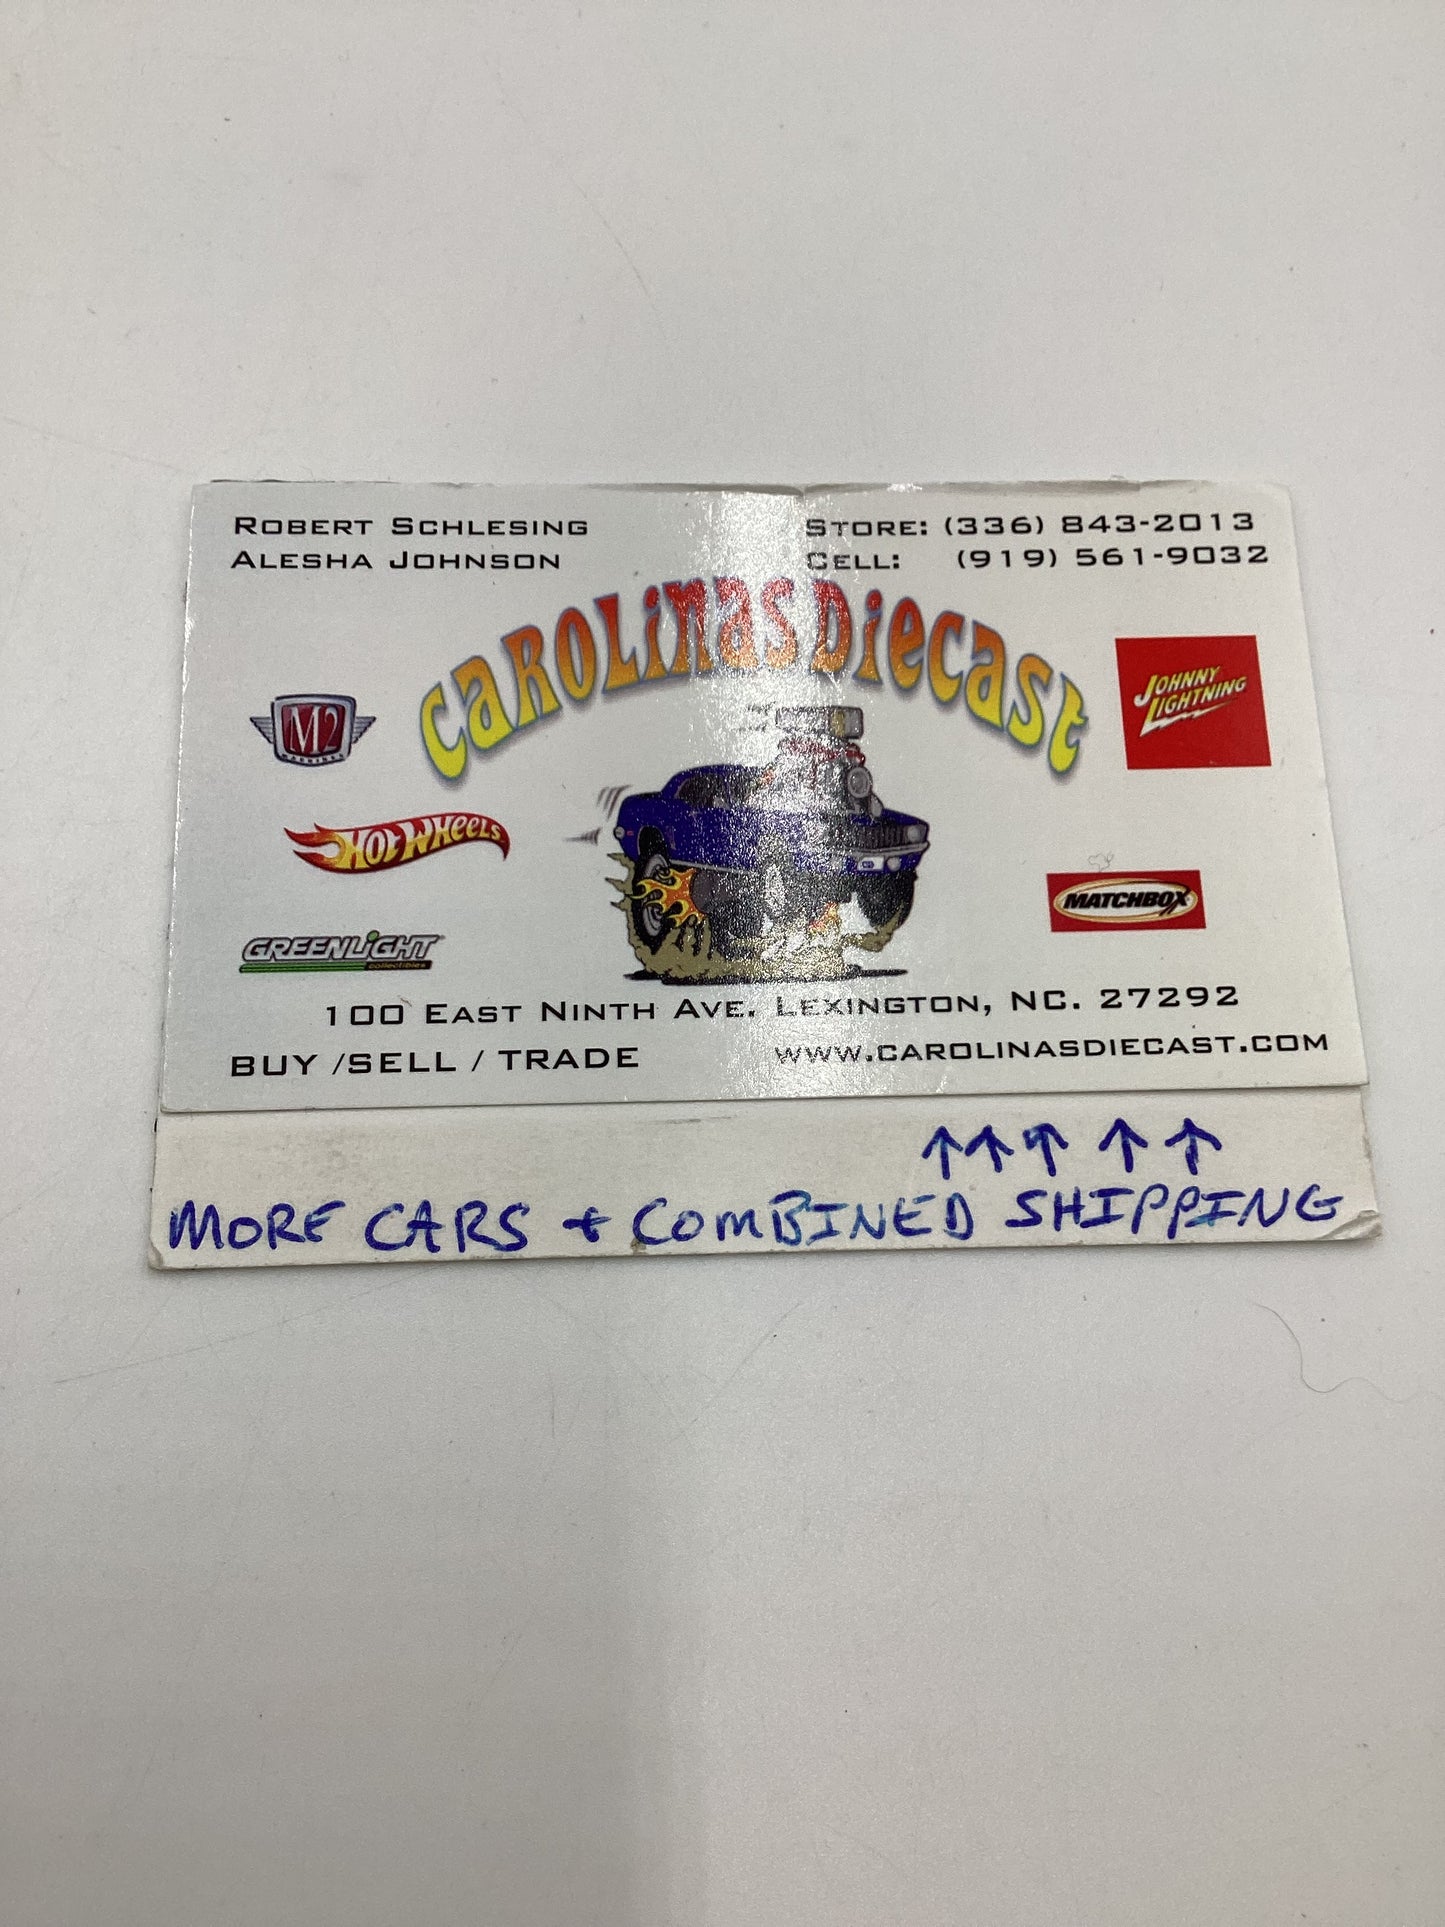 ROBERT SCHLESING
STORE: (336) 843-2013
ALESHA JOHNSON
CELL: (919) 561-9032
CAROLINAS DIECAST
M2
MACHINES
JOHNNY
LIGHTNING
HOT WHEELS
MATCHBOX
GREENLIGHT
collectibles
100 EAST NINTH AVE. LEXINGTON, NC. 27292
BUY /SELL / TRADE
WWW.CAROLINASDIECAST.COM
↑ ↑ ↑ ↑ ↑
MORE CARS + COMBINED SHIPPING